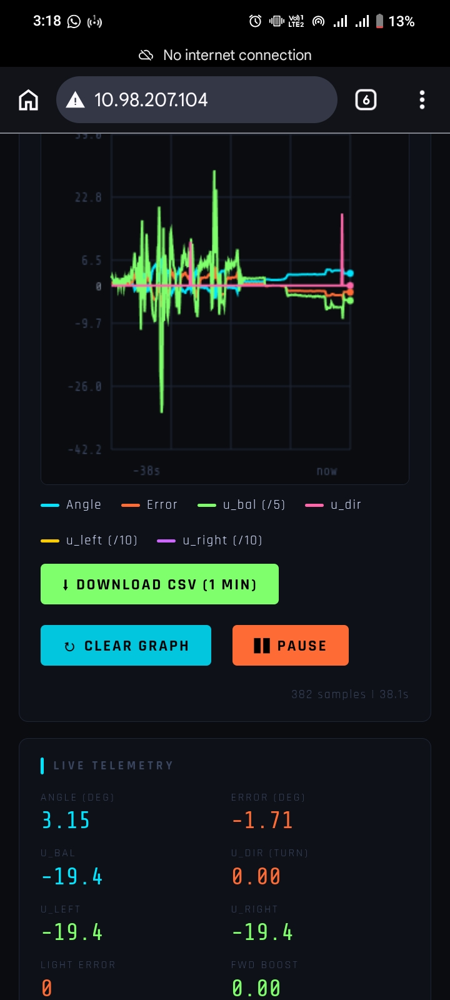 3:18 Vo)) 1 LTE2 13%
No internet connection
10.98.207.104 6
39.0
22.8
6.5
0
-9.7
-26.0
-42.2
-38s now
Angle Error u_bal (/5) u_dir
u_left (/10) u_right (/10)
↓ DOWNLOAD CSV (1 MIN)
↻ CLEAR GRAPH PAUSE
382 samples | 38.1s
LIVE TELEMETRY
ANGLE (DEG) ERROR (DEG)
3.15 -1.71
U_BAL U_DIR (TURN)
-19.4 0.00
U_LEFT U_RIGHT
-19.4 -19.4
LIGHT ERROR FWD BOOST
0 0.00